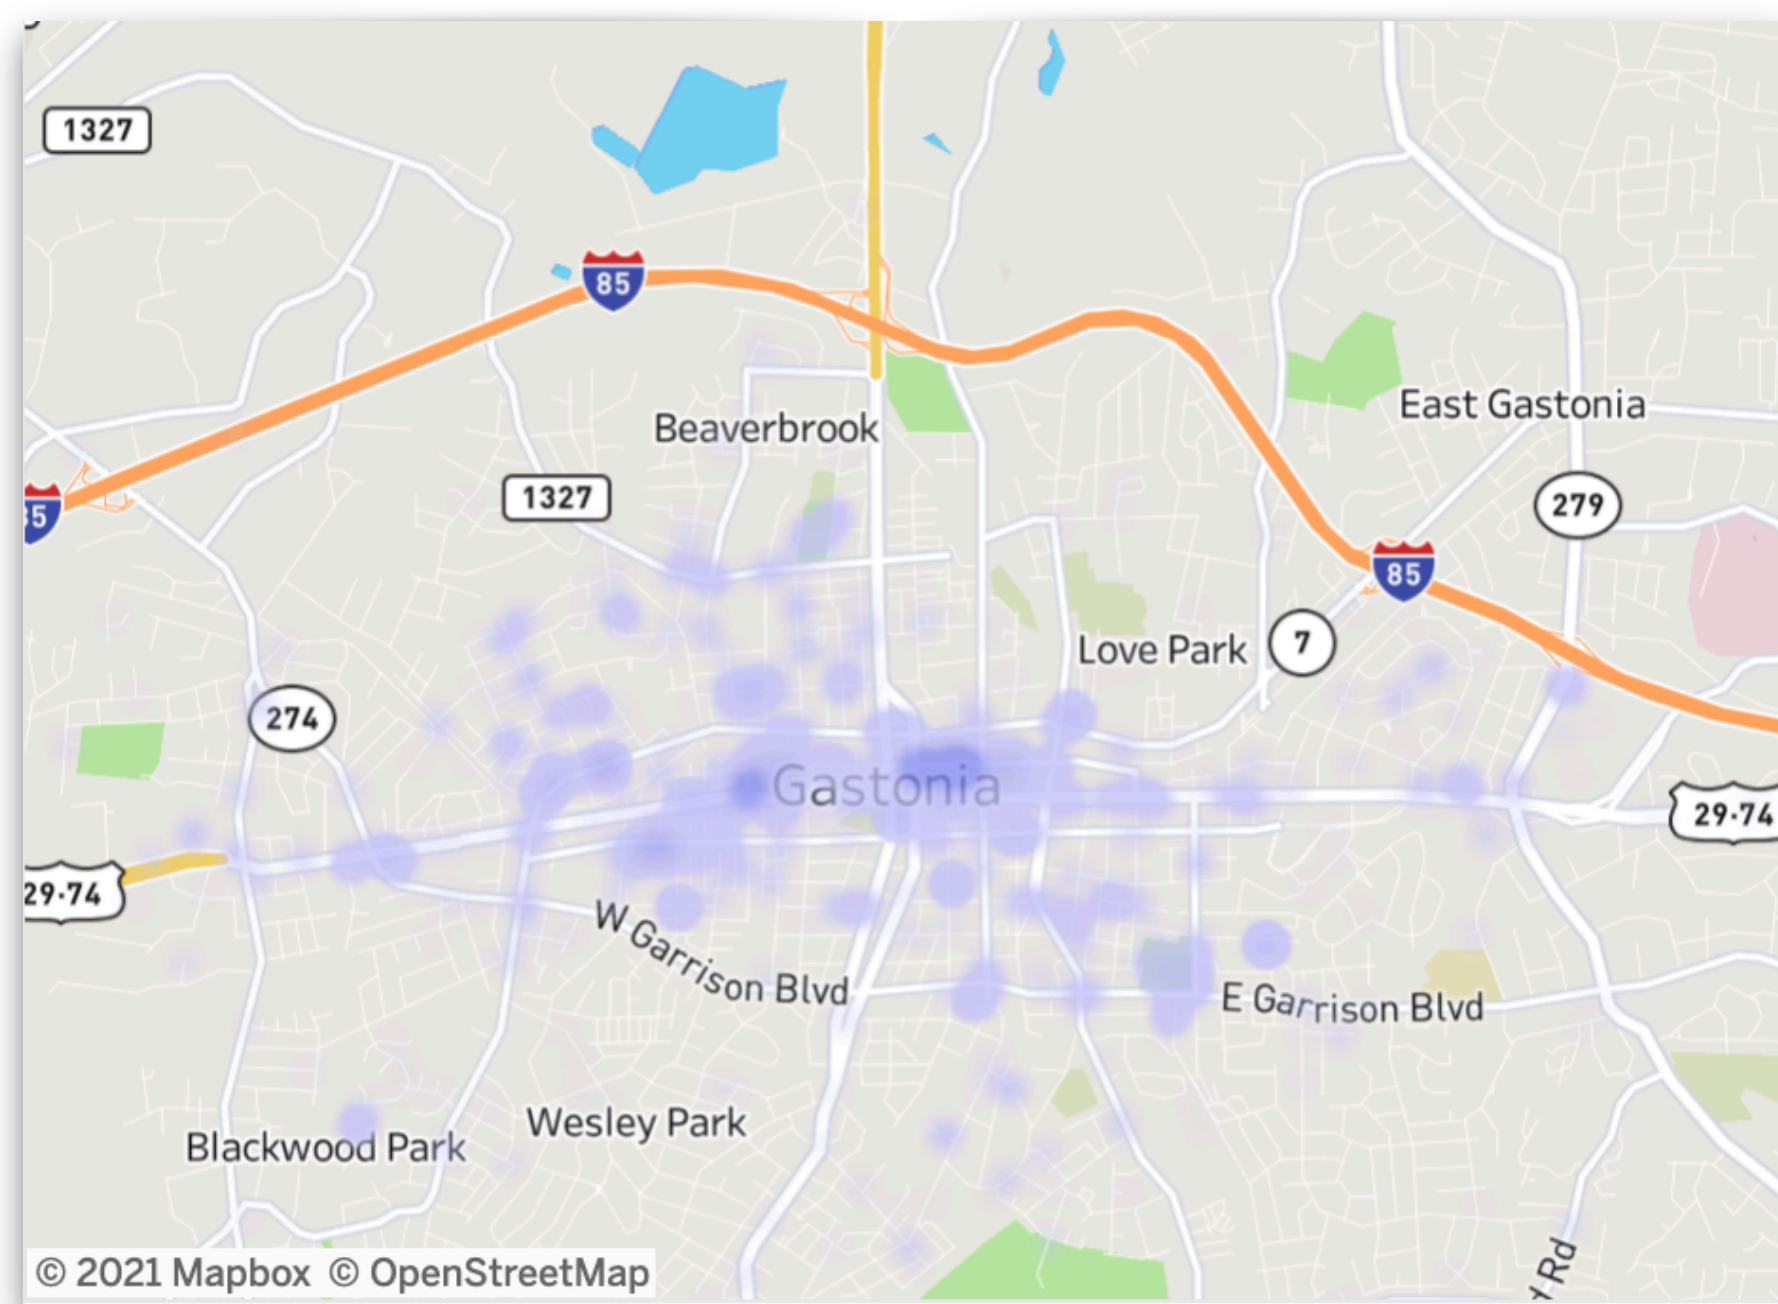 1327
85
East Gastonia
Beaverbrook
1327
279
85
85
Love Park
7
274
Gastonia
29·74
29·74
W Garrison Blvd
E Garrison Blvd
Wesley Park
Blackwood Park
Rd
© 2021 Mapbox © OpenStreetMap